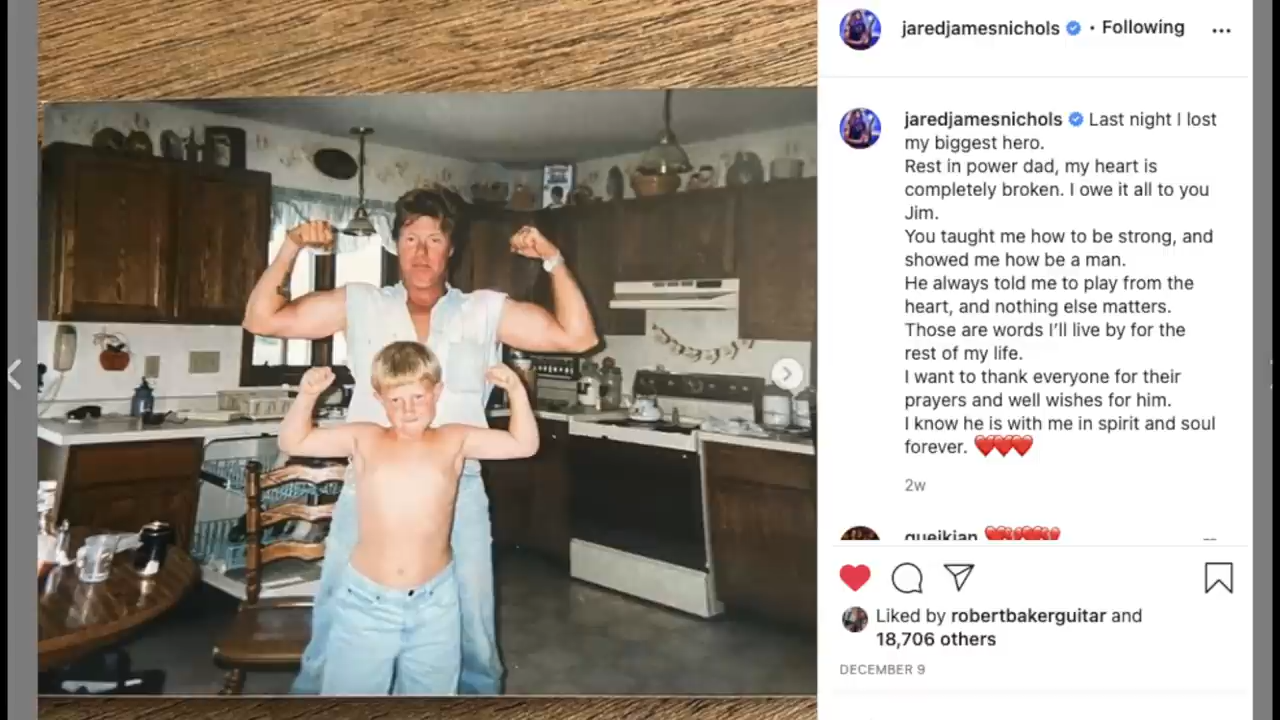 jaredjamesnichols • Following
jaredjamesnichols Last night I lost
my biggest hero.
Rest in power dad, my heart is
completely broken. I owe it all to you
Jim.
You taught me how to be strong, and
showed me how be a man.
He always told me to play from the
heart, and nothing else matters.
Those are words I’ll live by for the
rest of my life.
I want to thank everyone for their
prayers and well wishes for him.
I know he is with me in spirit and soul
forever. ❤️❤️❤️
2w
Liked by robertbakerguitar and
18,706 others
DECEMBER 9